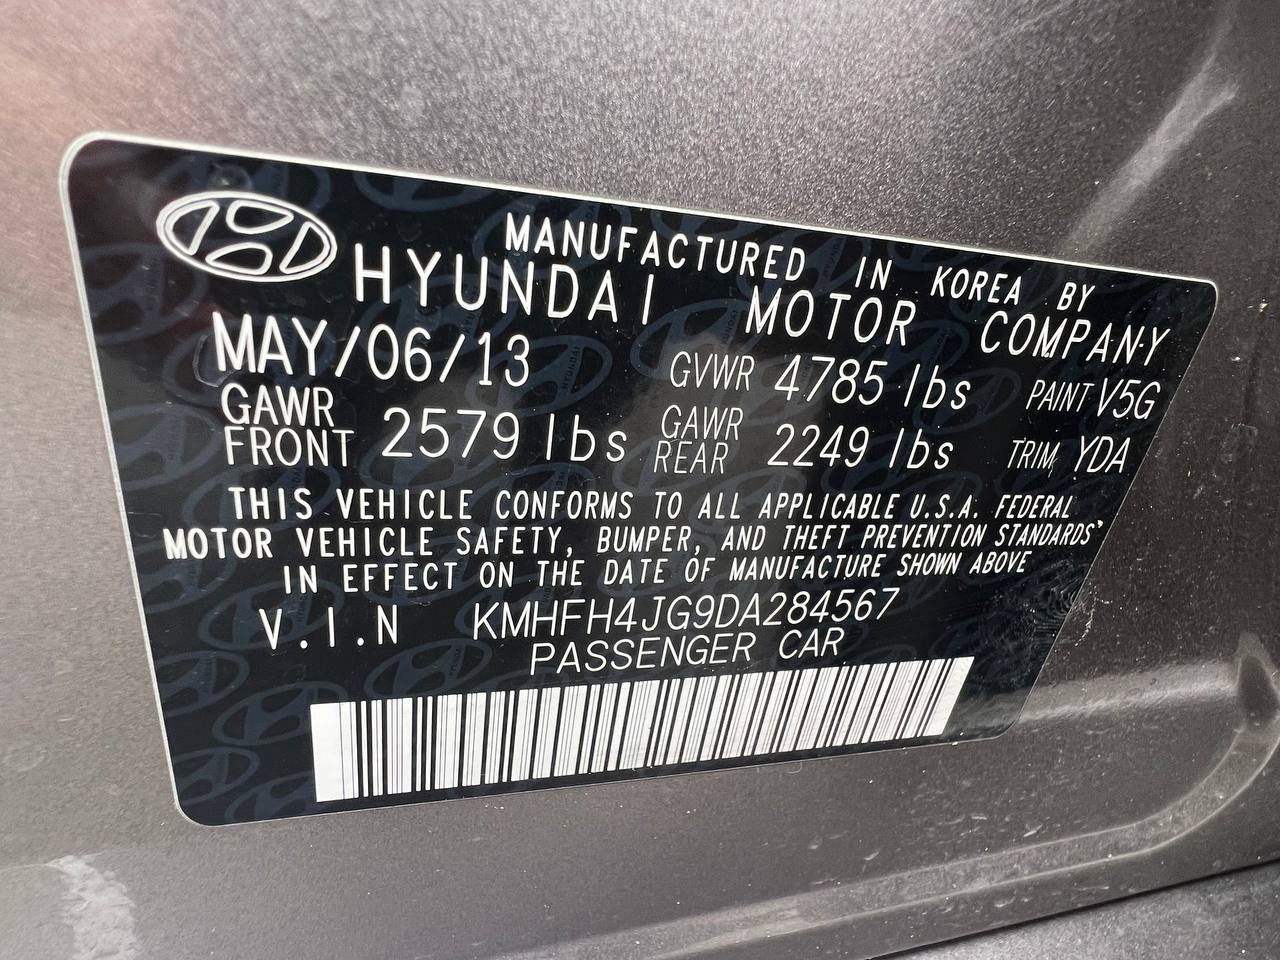 MANUFACTURED IN KOREA BY
HYUNDAI MOTOR COMPANY
MAY/06/13 GVWR 4785 lbs PAINT V5G
GAWR FRONT 2579 lbs GAWR REAR 2249 lbs TRIM YDA
THIS VEHICLE CONFORMS TO ALL APPLICABLE U.S.A. FEDERAL
MOTOR VEHICLE SAFETY, BUMPER, AND THEFT PREVENTION STANDARDS
IN EFFECT ON THE DATE OF MANUFACTURE SHOWN ABOVE
V.I.N KMHFH4JG9DA284567
PASSENGER CAR